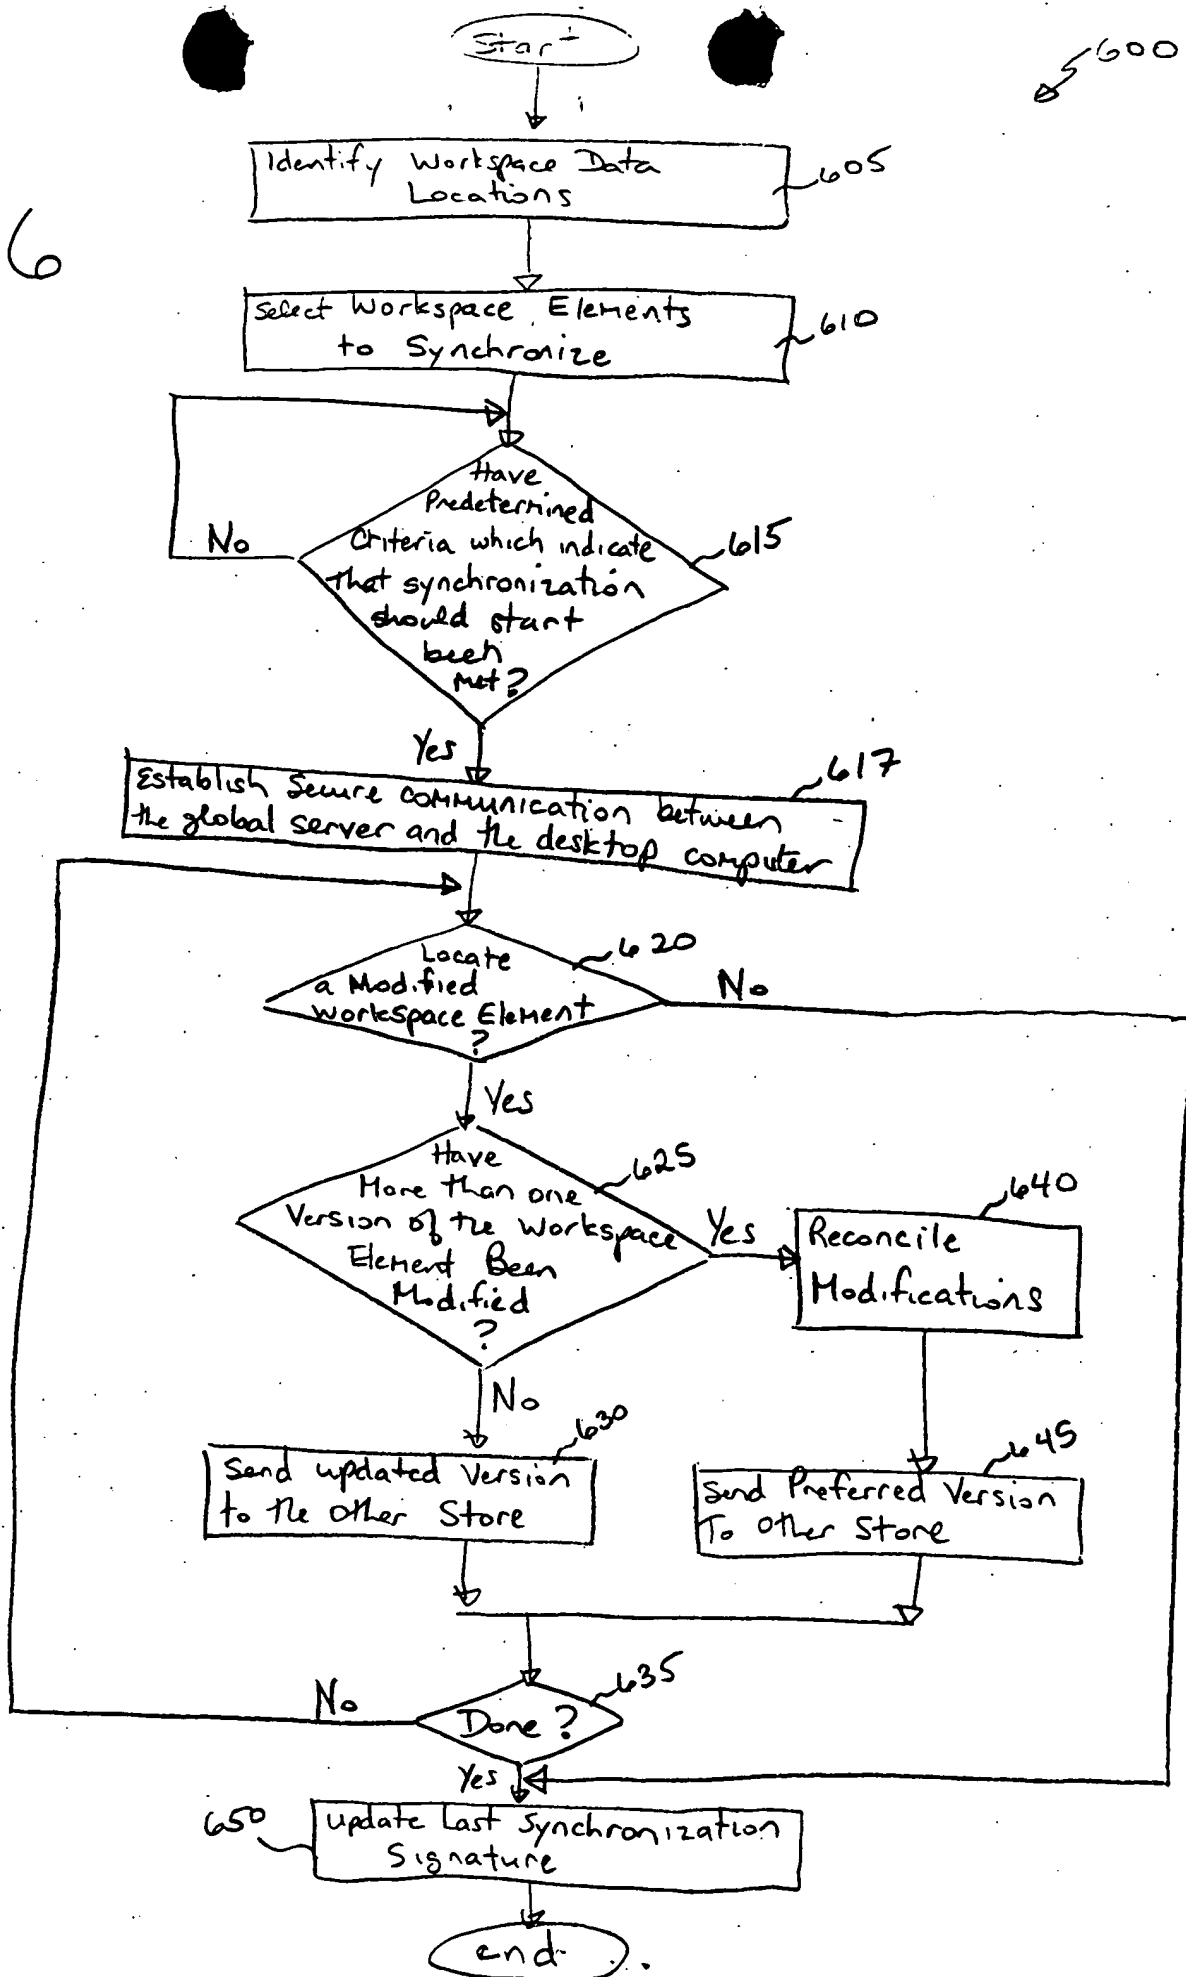 Start
600
Identify Workspace Data
Locations
605
6
Select Workspace Elements
to Synchronize
610
Have
Predetermined
Criteria which indicate
that synchronization
should start
been
met?
615
No
Yes
617
Establish Secure communication between
the global server and the desktop computer
620
Locate
a Modified
Workspace Element
?
No
Yes
Have
More than one
Version of the Workspace
Element Been
Modified
?
625
Yes
640
Reconcile
Modifications
No
630
Send updated Version
to the Other Store
645
Send Preferred Version
To Other Store
635
No
Done?
Yes
650
update Last Synchronization
Signature
end